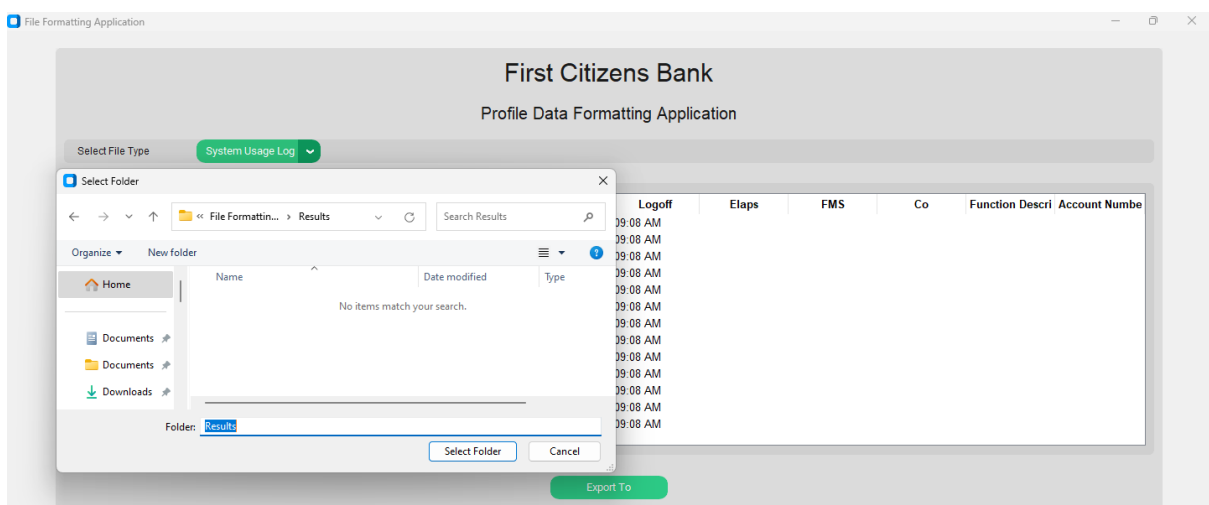 File Formatting Application
First Citizens Bank
Profile Data Formatting Application
Select File Type
System Usage Log
Select Folder
« File Formattin... › Results
Search Results
Organize
New folder
Home
Documents
Documents
Downloads
Name
Date modified
Type
No items match your search.
Folder:
Results
Select Folder
Cancel
Logoff Elaps FMS Co Function Descri Account Numbe
09:08 AM
09:08 AM
09:08 AM
09:08 AM
09:08 AM
09:08 AM
09:08 AM
09:08 AM
09:08 AM
09:08 AM
09:08 AM
09:08 AM
09:08 AM
Export To